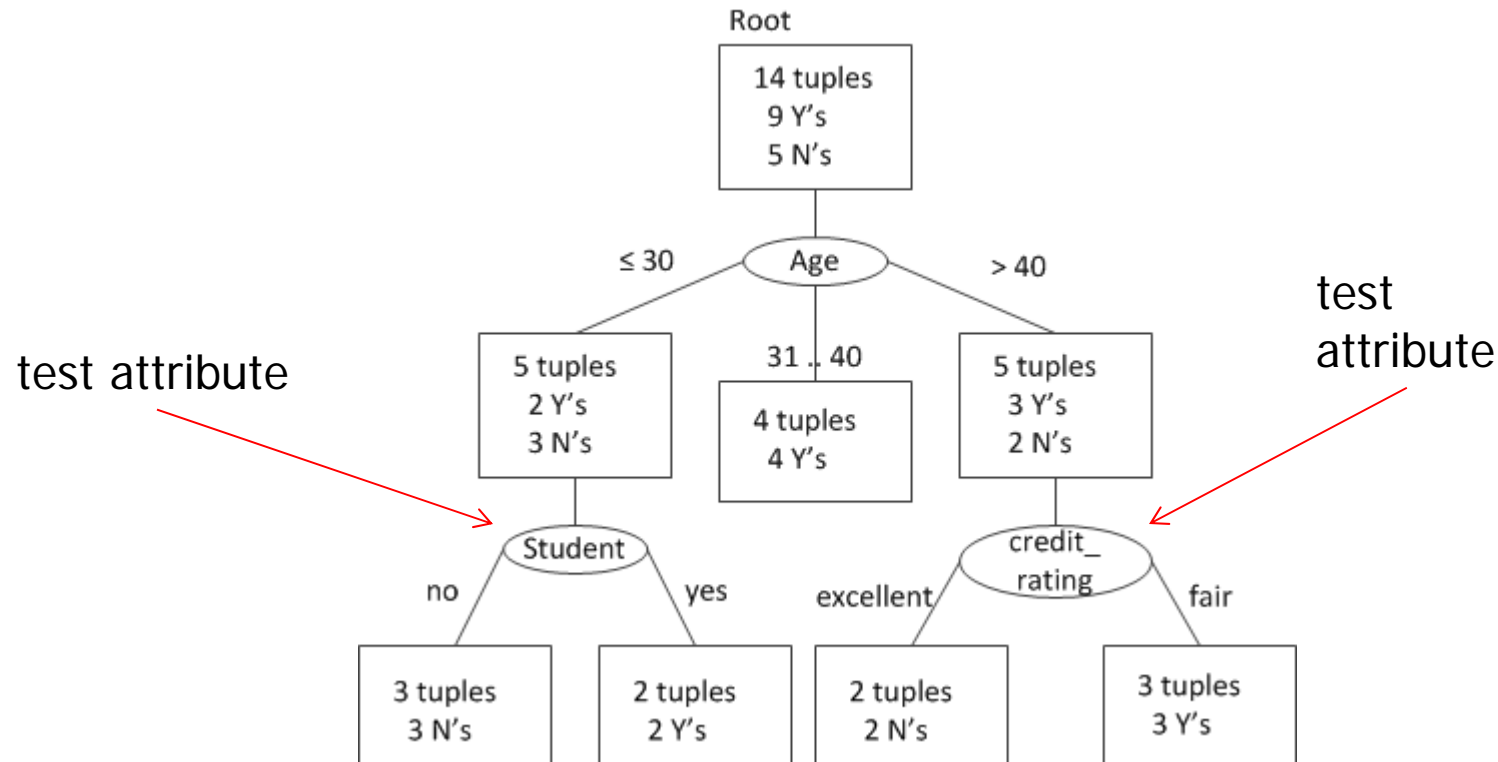 Root
14 tuples
9 Y's
5 N's
≤ 30
Age
> 40
test attribute
test
attribute
5 tuples
2 Y's
3 N's
31 .. 40
4 tuples
4 Y's
5 tuples
3 Y's
2 N's
Student
credit_
rating
no
yes
excellent
fair
3 tuples
3 N's
2 tuples
2 Y's
2 tuples
2 N's
3 tuples
3 Y's